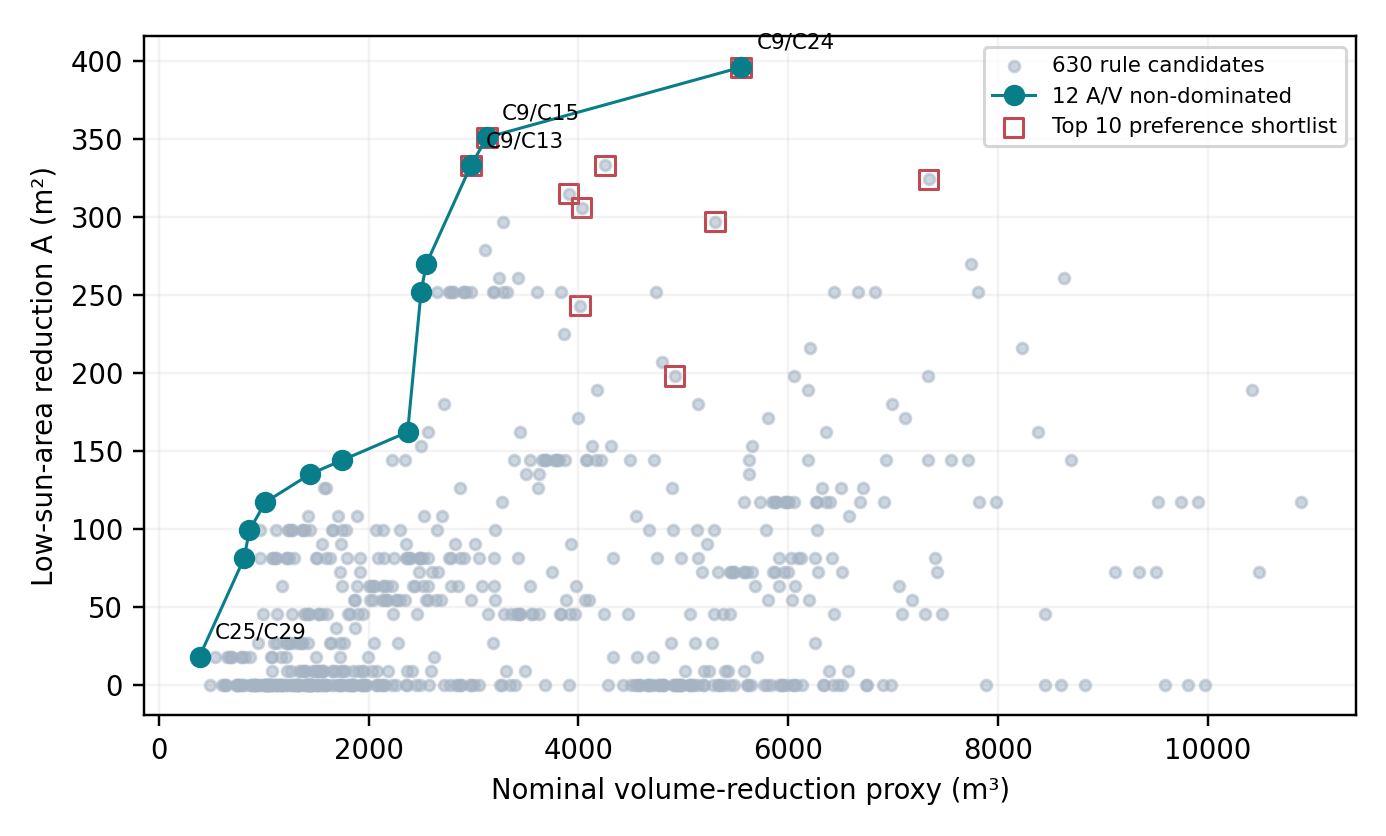 C9/C24
C9/C15
C9/C13
C25/C29
630 rule candidates
12 A/V non-dominated
Top 10 preference shortlist
400
350
300
250
200
150
100
50
0
Low-sun-area reduction A (m²)
0
2000
4000
6000
8000
10000
Nominal volume-reduction proxy (m³)